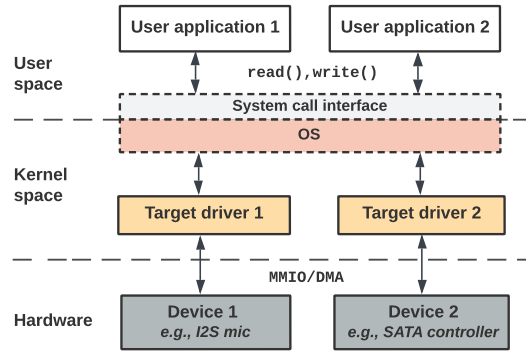 User application 1
User application 2
User
space
read(),write()
System call interface
OS
Kernel
space
Target driver 1
Target driver 2
MMIO/DMA
Hardware
Device 1
e.g., I2S mic
Device 2
e.g., SATA controller